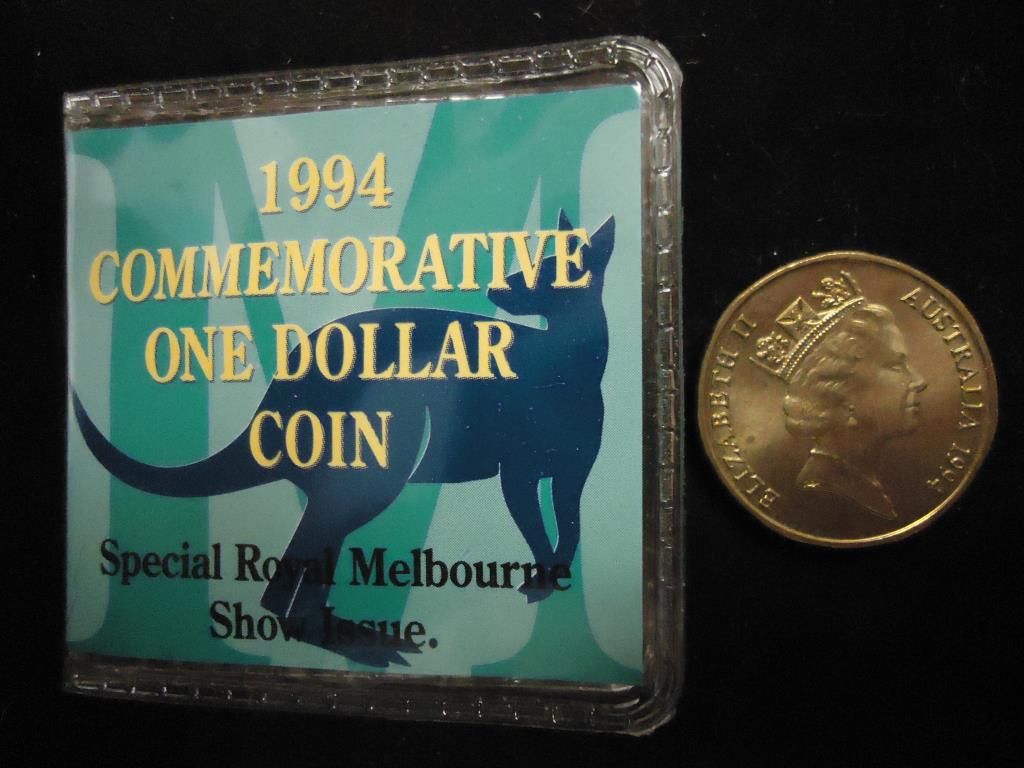 1994
COMMEMORATIVE
ONE DOLLAR
COIN
Special Royal Melbourne
Show Issue.
ELIZABETH II
AUSTRALIA 1994